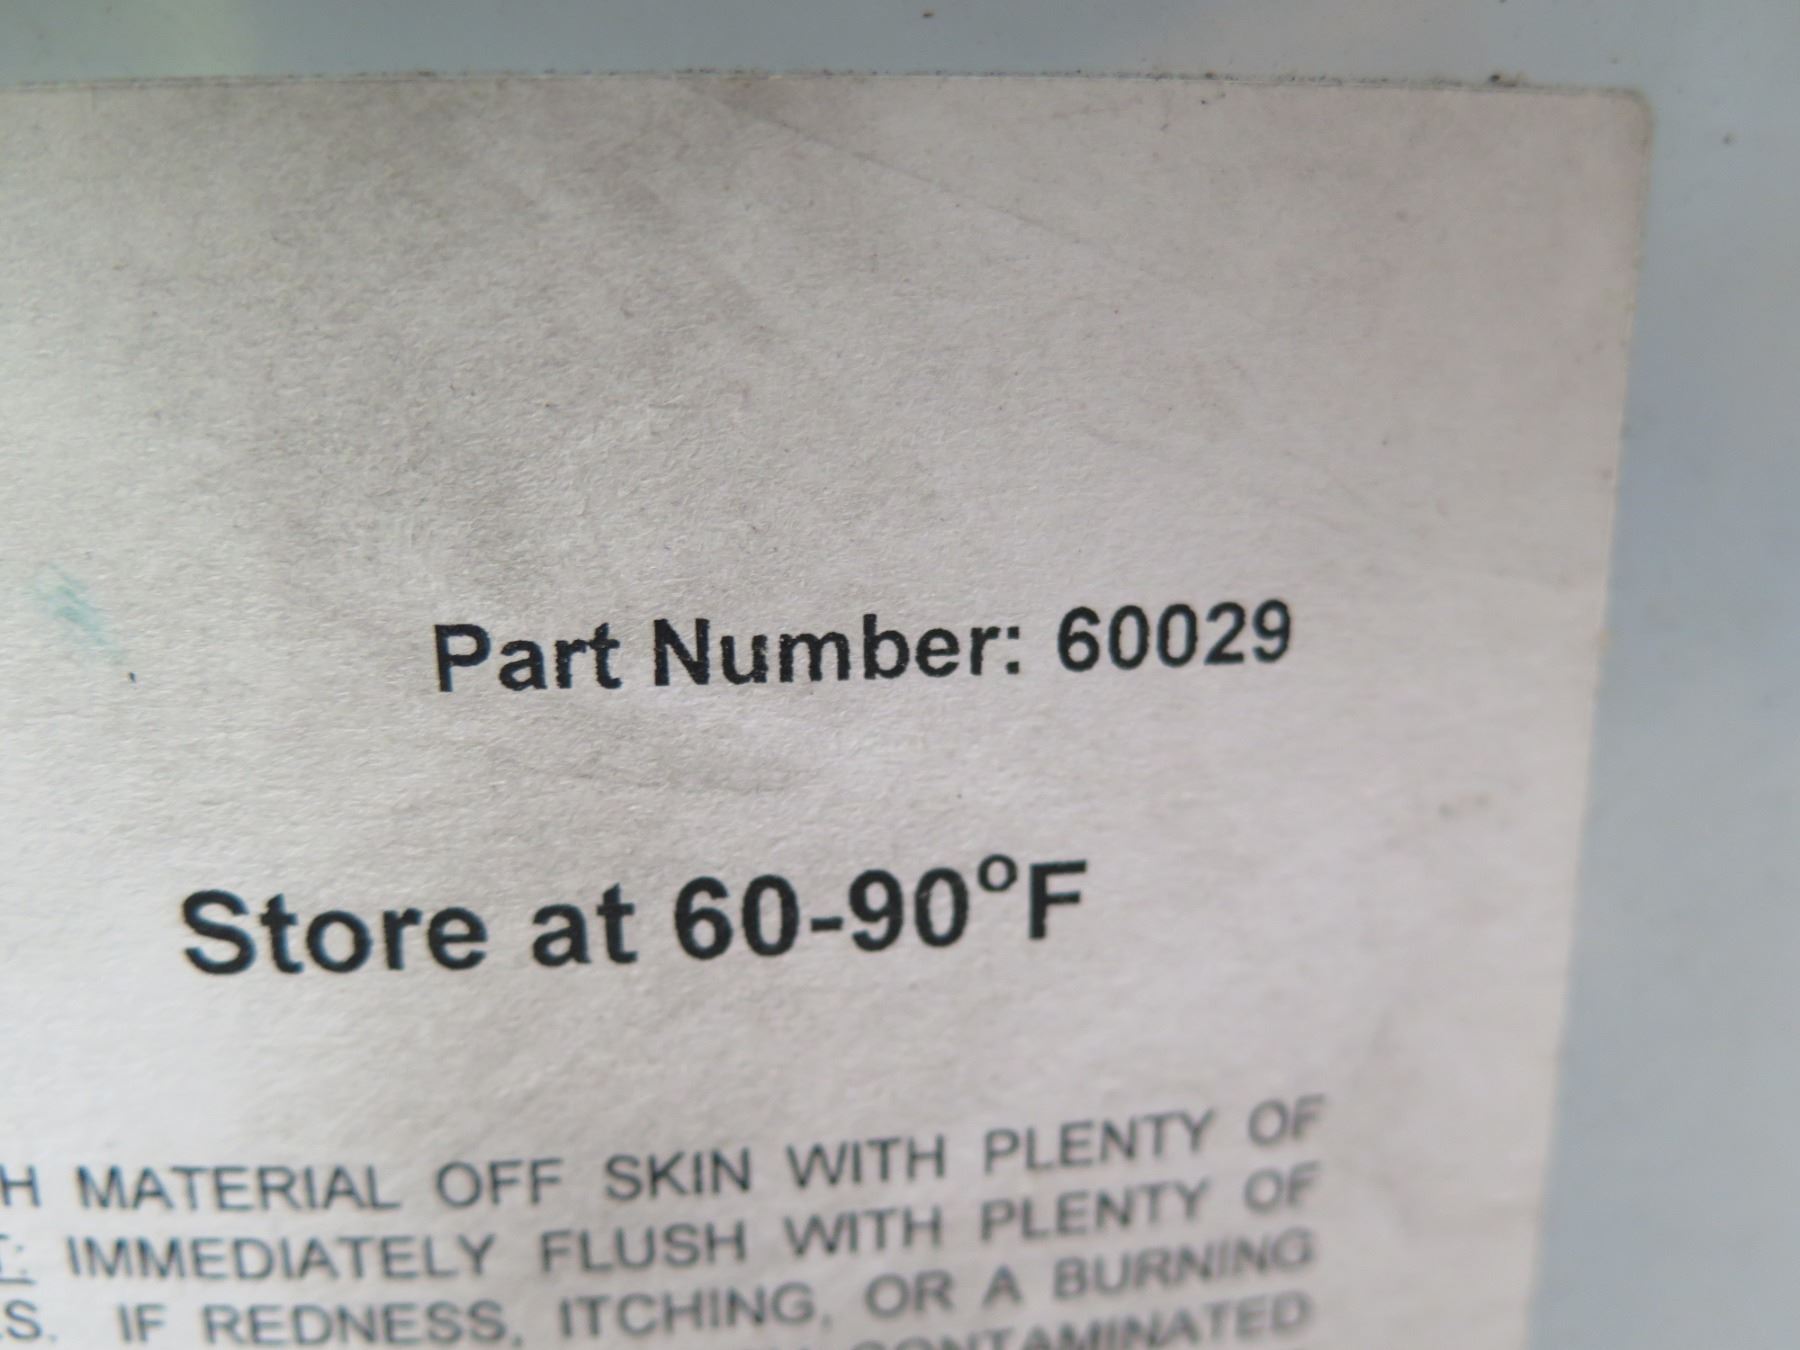 Part Number: 60029
Store at 60-90°F
H MATERIAL OFF SKIN WITH PLENTY OF
T: IMMEDIATELY FLUSH WITH PLENTY OF
S. IF REDNESS, ITCHING, OR A BURNING
CONTAMINATED